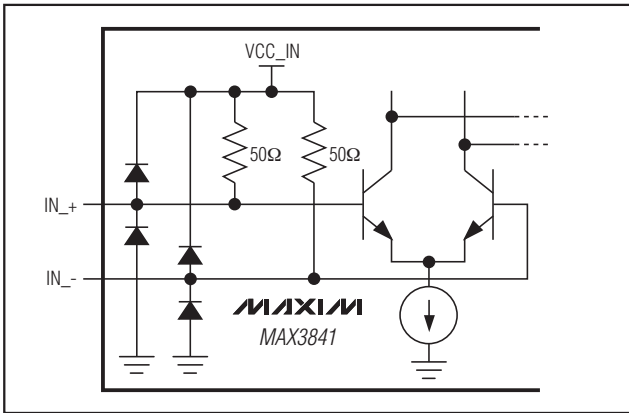 VCC_IN
50Ω
50Ω
IN_+
IN_-
MAXIM
MAX3841